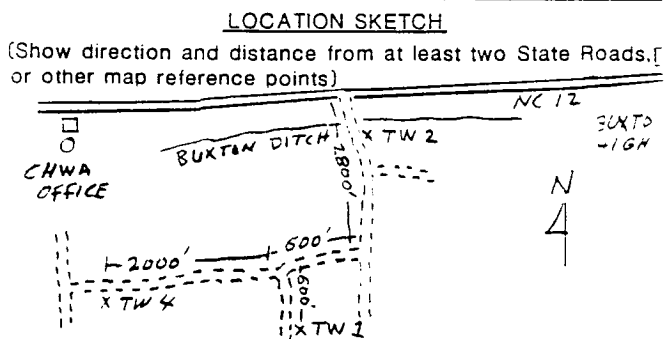 LOCATION SKETCH
(Show direction and distance from at least two State Roads,
or other map reference points)
NC 12
BUXTON DITCH
X TW 2
CHWA
OFFICE
2800'
N
2000'
600'
X TW 4
600'
X TW 1